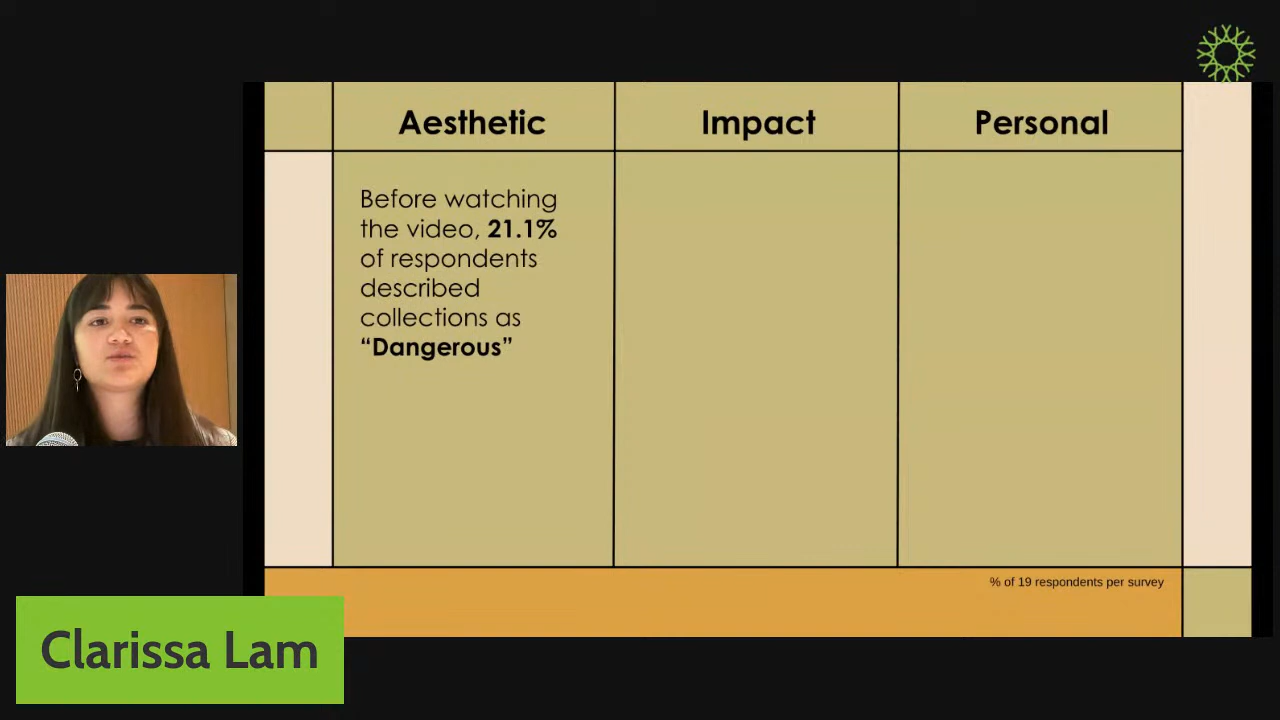 Aesthetic
Impact
Personal
Before watching
the video, 21.1%
of respondents
described
collections as
“Dangerous”
% of 19 respondents per survey
Clarissa Lam